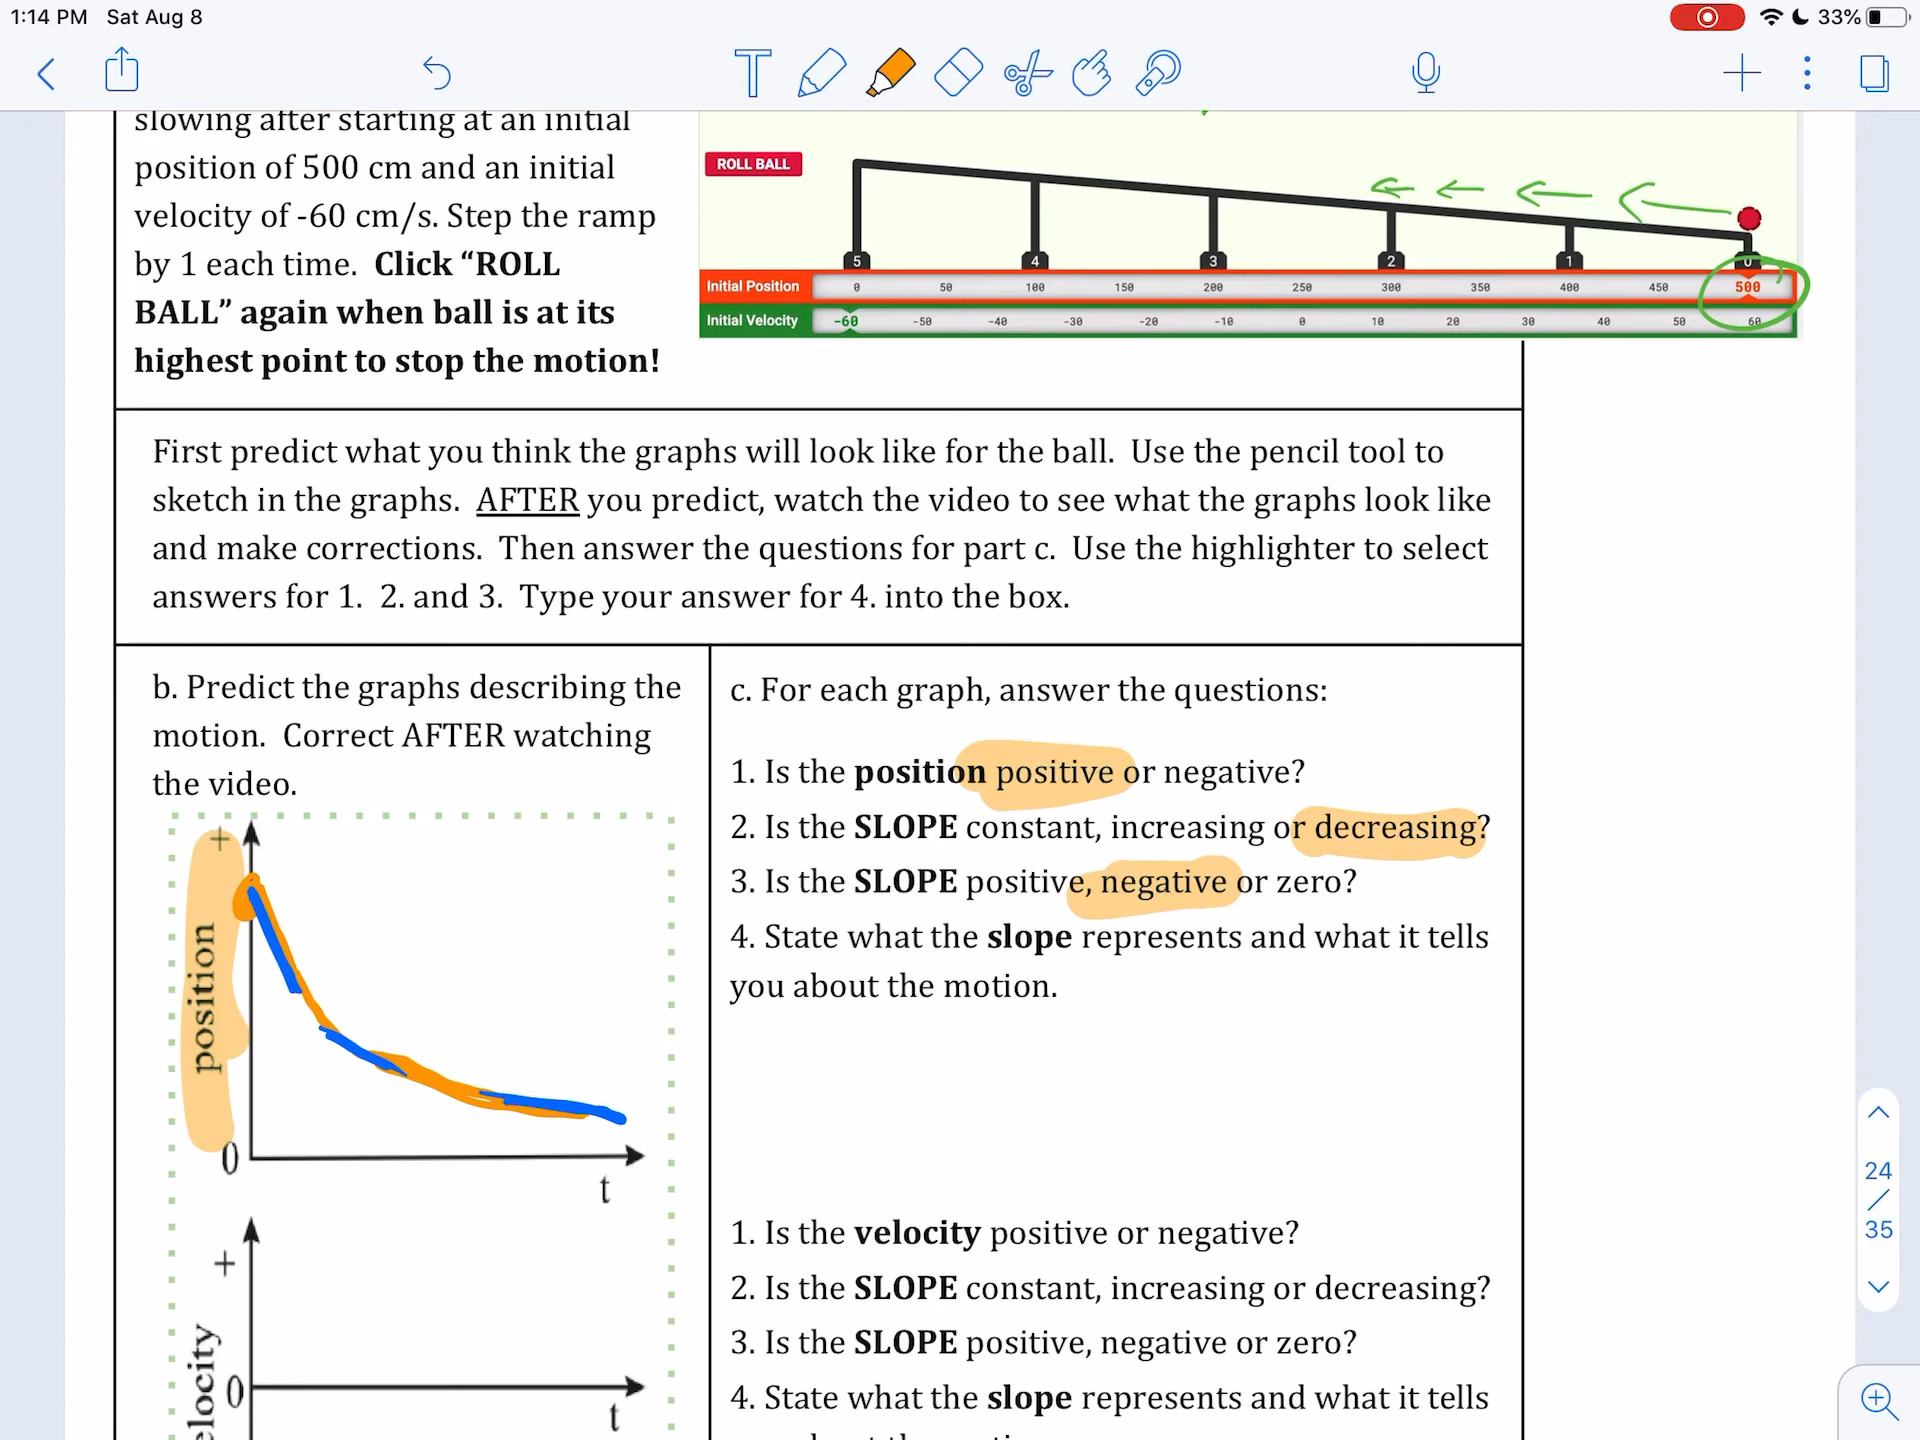 1:14 PM Sat Aug 8
33%
T
slowing after starting at an initial
position of 500 cm and an initial
velocity of -60 cm/s. Step the ramp
by 1 each time. Click “ROLL
BALL” again when ball is at its
highest point to stop the motion!
ROLL BALL
5 4 3 2 1 0
Initial Position 0 50 100 150 200 250 300 350 400 450 500
Initial Velocity -60 -50 -40 -30 -20 -10 0 10 20 30 40 50 60
First predict what you think the graphs will look like for the ball. Use the pencil tool to
sketch in the graphs. AFTER you predict, watch the video to see what the graphs look like
and make corrections. Then answer the questions for part c. Use the highlighter to select
answers for 1. 2. and 3. Type your answer for 4. into the box.
b. Predict the graphs describing the
motion. Correct AFTER watching
the video.
+
position
0
t
+
elocity
0
t
c. For each graph, answer the questions:
1. Is the position positive or negative?
2. Is the SLOPE constant, increasing or decreasing?
3. Is the SLOPE positive, negative or zero?
4. State what the slope represents and what it tells
you about the motion.
1. Is the velocity positive or negative?
2. Is the SLOPE constant, increasing or decreasing?
3. Is the SLOPE positive, negative or zero?
4. State what the slope represents and what it tells
24
/
35